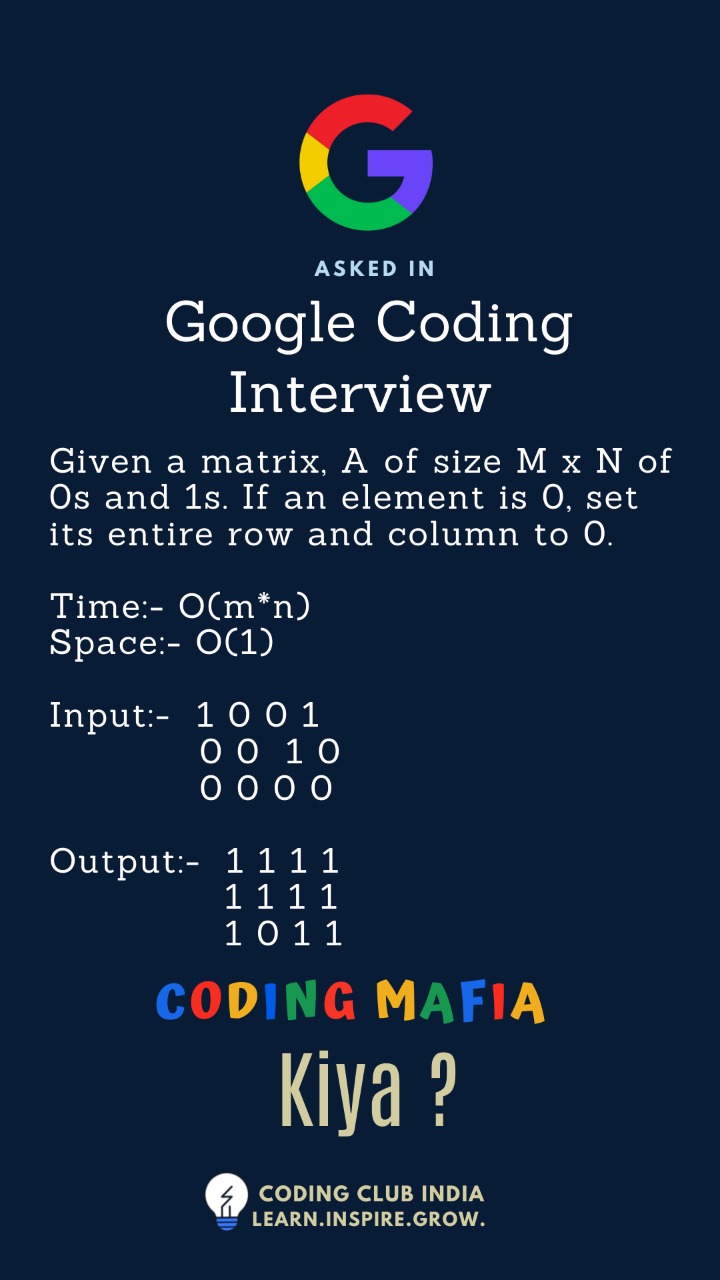 ASKED IN
Google Coding
Interview
Given a matrix, A of size M x N of
0s and 1s. If an element is 0, set
its entire row and column to 0.
Time:- O(m*n)
Space:- O(1)
Input:- 1 0 0 1
0 0 1 0
0 0 0 0
Output:- 1 1 1 1
1 1 1 1
1 0 1 1
CODING MAFIA
Kiya ?
CODING CLUB INDIA
LEARN.INSPIRE.GROW.